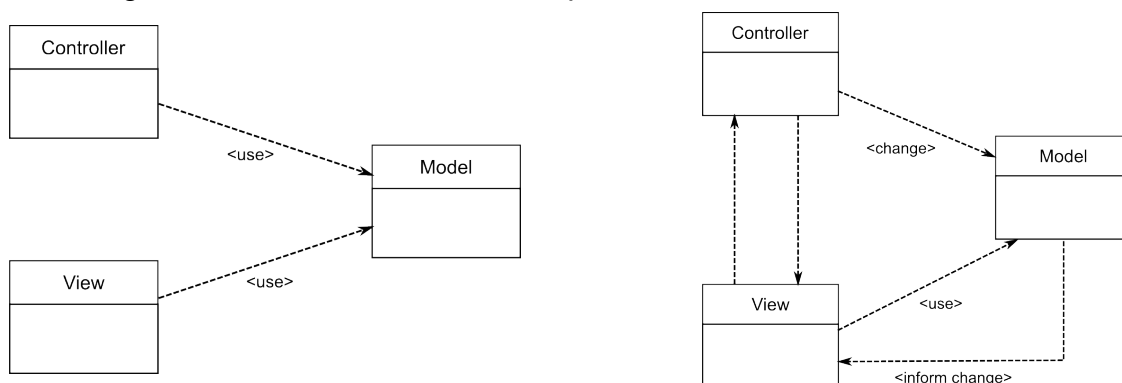 Controller
<use>
Model
View
<use>
Controller
<change>
Model
View
<use>
<inform change>